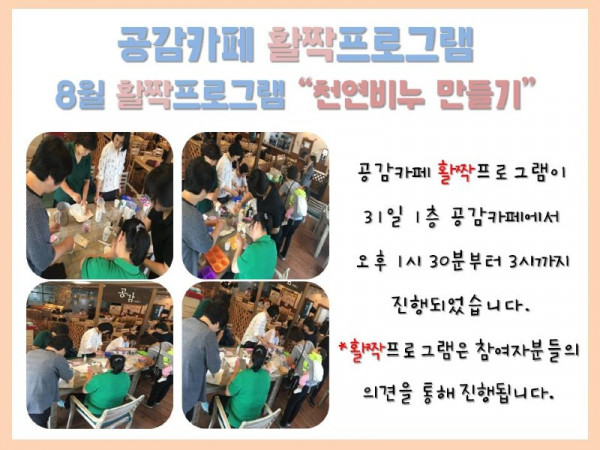 공감카페 활짝프로그램
8월 활짝프로그램 "천연비누 만들기"
공감
공감카페 활짝프로그램이
31일 1층 공감카페에서
오후 1시 30분부터 3시까지
진행되었습니다.
*활짝프로그램은 참여자분들의
의견을 통해 진행됩니다.